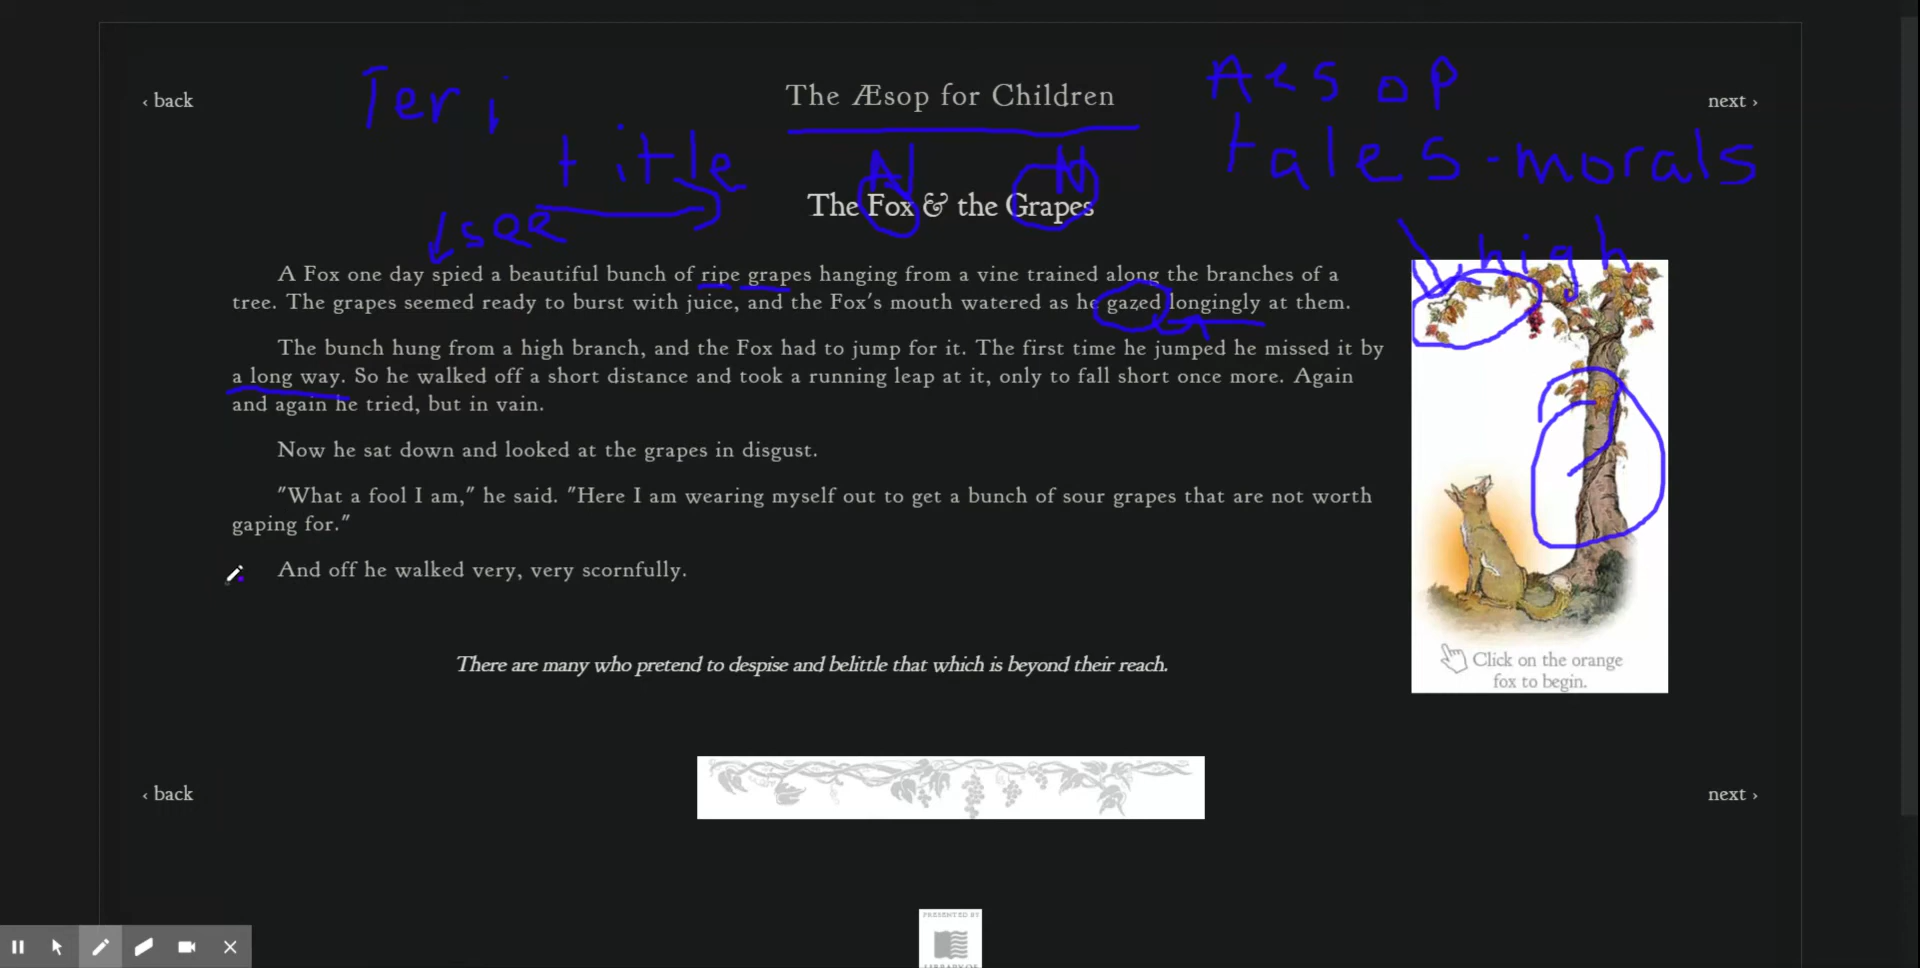 ‹ back
Teri
The Æsop for Children
Aesop
next ›
title
tales - morals
N
N
The Fox & the Grapes
see
high
A Fox one day spied a beautiful bunch of ripe grapes hanging from a vine trained along the branches of a
tree. The grapes seemed ready to burst with juice, and the Fox's mouth watered as he gazed longingly at them.
The bunch hung from a high branch, and the Fox had to jump for it. The first time he jumped he missed it by
a long way. So he walked off a short distance and took a running leap at it, only to fall short once more. Again
and again he tried, but in vain.
Now he sat down and looked at the grapes in disgust.
"What a fool I am," he said. "Here I am wearing myself out to get a bunch of sour grapes that are not worth
gaping for."
And off he walked very, very scornfully.
Click on the orange
fox to begin.
There are many who pretend to despise and belittle that which is beyond their reach.
‹ back
next ›
PRESENTED BY
LIBRARY OF